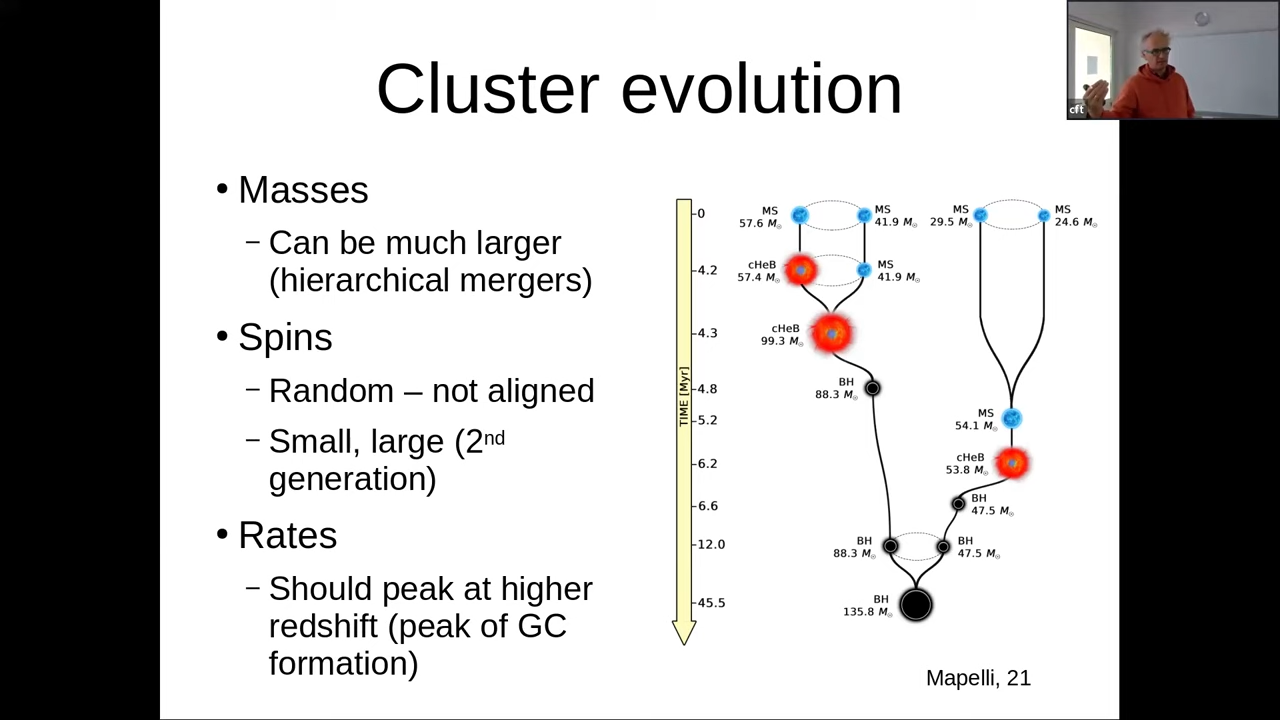 Cluster evolution
cft
• Masses
– Can be much larger
(hierarchical mergers)
• Spins
– Random – not aligned
– Small, large (2nd
generation)
• Rates
– Should peak at higher
redshift (peak of GC
formation)
TIME [Myr]
0
4.2
4.3
4.8
5.2
6.2
6.6
12.0
45.5
MS
57.6 M☉
MS
41.9 M☉
MS
29.5 M☉
MS
24.6 M☉
cHeB
57.4 M☉
MS
41.9 M☉
cHeB
99.3 M☉
BH
88.3 M☉
MS
54.1 M☉
cHeB
53.8 M☉
BH
47.5 M☉
BH
88.3 M☉
BH
47.5 M☉
BH
135.8 M☉
Mapelli, 21